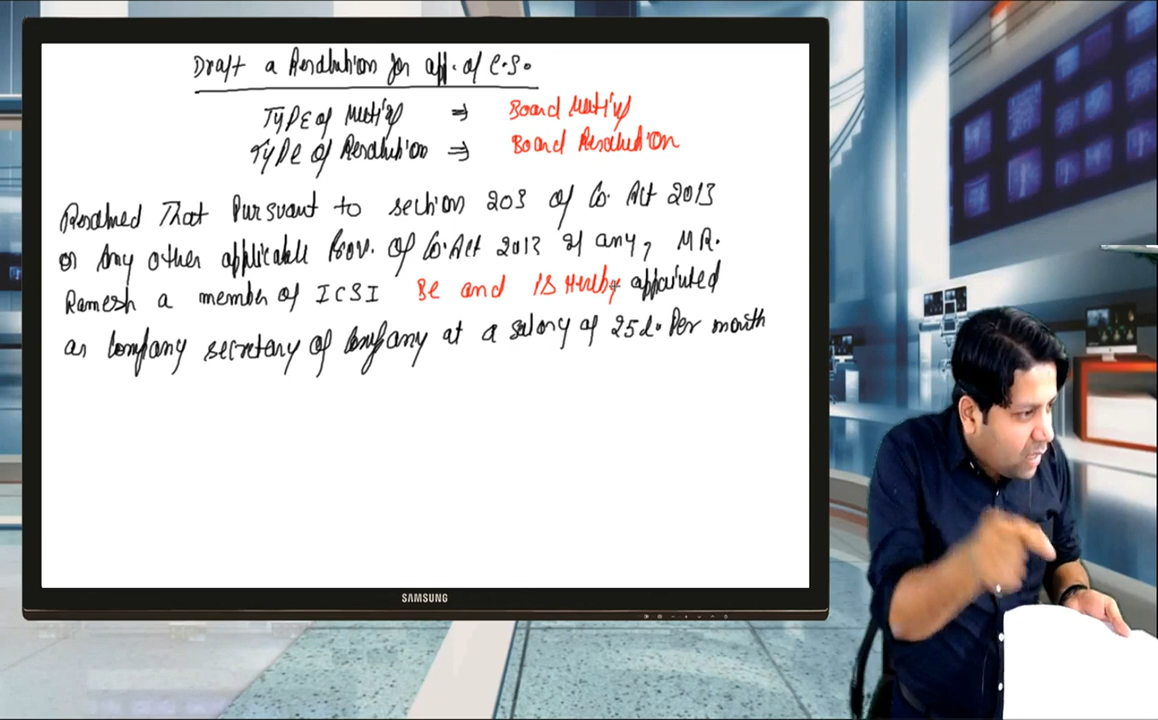 Draft a Resolution for app. of C.S.
TYPE of Meeting ⇒ Board Meeting
TYPE of Resolution ⇒ Board Resolution
Resolved That Pursuant to section 203 of Co. Act 2013
or Any other applicable Prov. of Co. Act 2013 if any, MR.
Ramesh a member of ICSI Be and is Hereby appointed
as Company secretary of Company at a salary of 25L. Per month
SAMSUNG